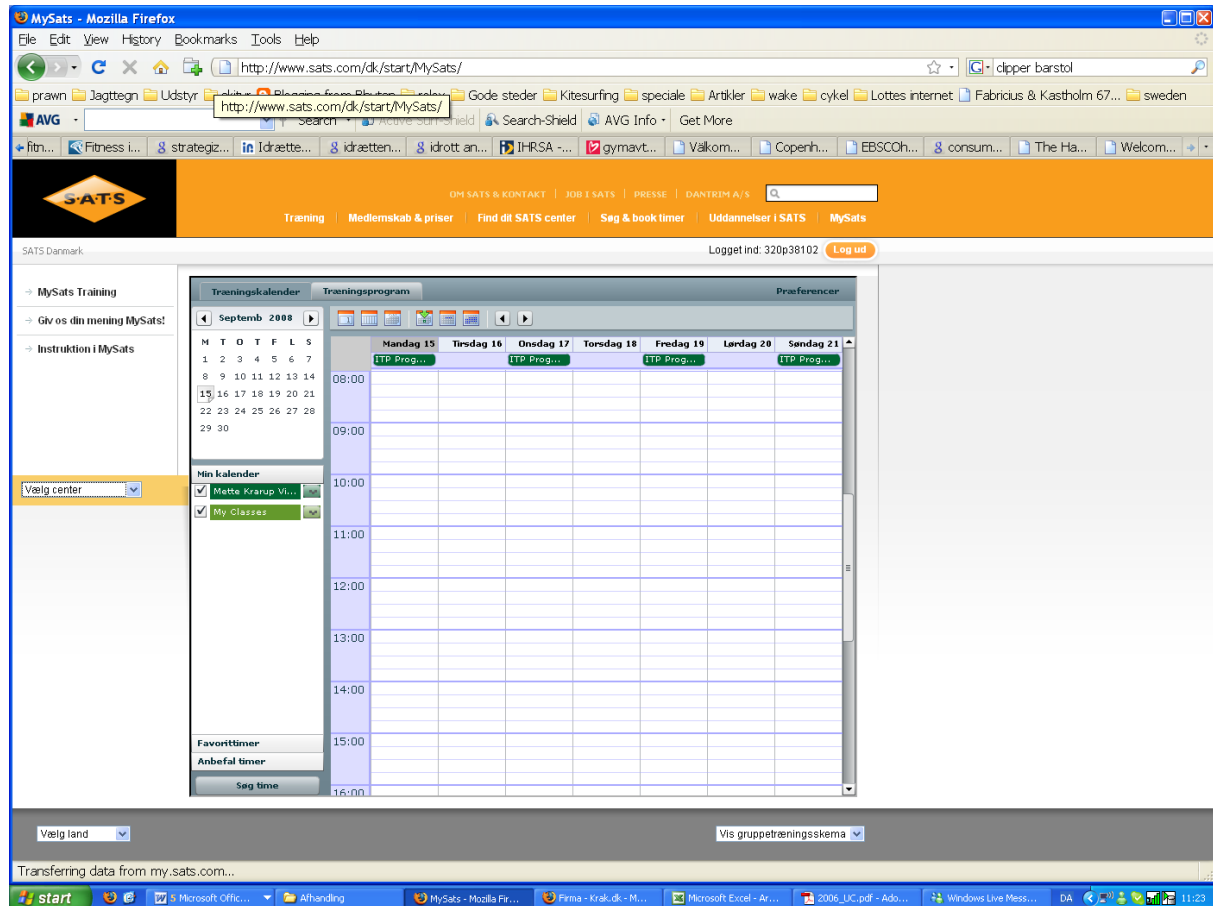 MySats - Mozilla Firefox
File Edit View History Bookmarks Tools Help
http://www.sats.com/dk/start/MySats/
G clipper barstol
prawn Jagttegn Udstyr Gode steder Kitesurfing speciale Artikler wake cykel Lottes internet Fabricius & Kastholm 67... sweden
http://www.sats.com/dk/start/MySats/
AVG Search Active Surf-Shield Search-Shield AVG Info Get More
fitn... Fitness i... strategiz... Idrætte... idrætten... idrott an... IHRSA -... gymavt... Välkom... Copenh... EBSCOh... consum... The Ha... Welcom...
S·A·T·S
OM SATS & KONTAKT | JOB I SATS | PRESSE | DANTRIM A/S
Træning | Medlemskab & priser | Find dit SATS center | Søg & book timer | Uddannelser i SATS | MySats
SATS Danmark
Logget ind: 320p38102 Log ud
MySats Training
Giv os din mening MySats!
Instruktion i MySats
Vælg center
Træningskalender Træningsprogram Præferencer
Septemb 2008
M T O T F L S
1 2 3 4 5 6 7
8 9 10 11 12 13 14
15 16 17 18 19 20 21
22 23 24 25 26 27 28
29 30
Min kalender
Mette Krarup Vi...
My Classes
Favorittimer
Anbefal timer
Søg time
Mandag 15 Tirsdag 16 Onsdag 17 Torsdag 18 Fredag 19 Lørdag 20 Søndag 21
ITP Prog... ITP Prog... ITP Prog... ITP Prog...
08:00
09:00
10:00
11:00
12:00
13:00
14:00
15:00
16:00
Vælg land
Vis gruppetræningsskema
Transferring data from my.sats.com...
start 5 Microsoft Offic... Afhandling MySats - Mozilla Fir... Firma - Krak.dk - M... Microsoft Excel - Ar... 2006_UC.pdf - Ado... Windows Live Mess... DA 11:23